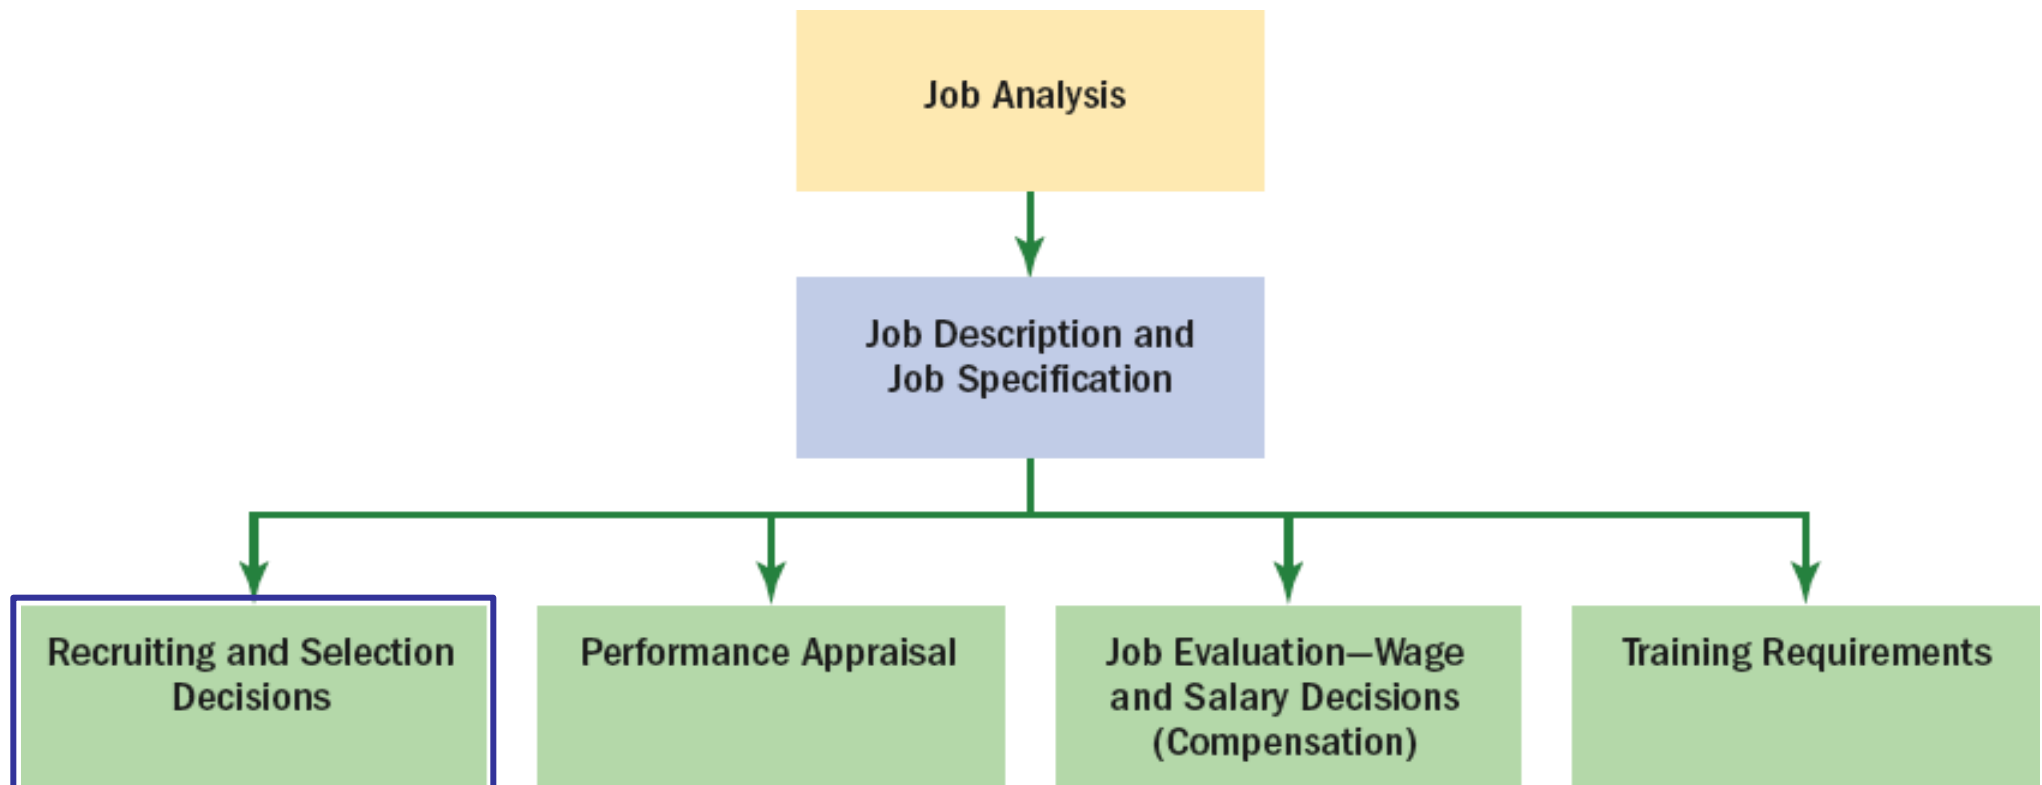 Job Analysis
Job Description and
Job Specification
Recruiting and Selection
Decisions
Performance Appraisal
Job Evaluation—Wage
and Salary Decisions
(Compensation)
Training Requirements